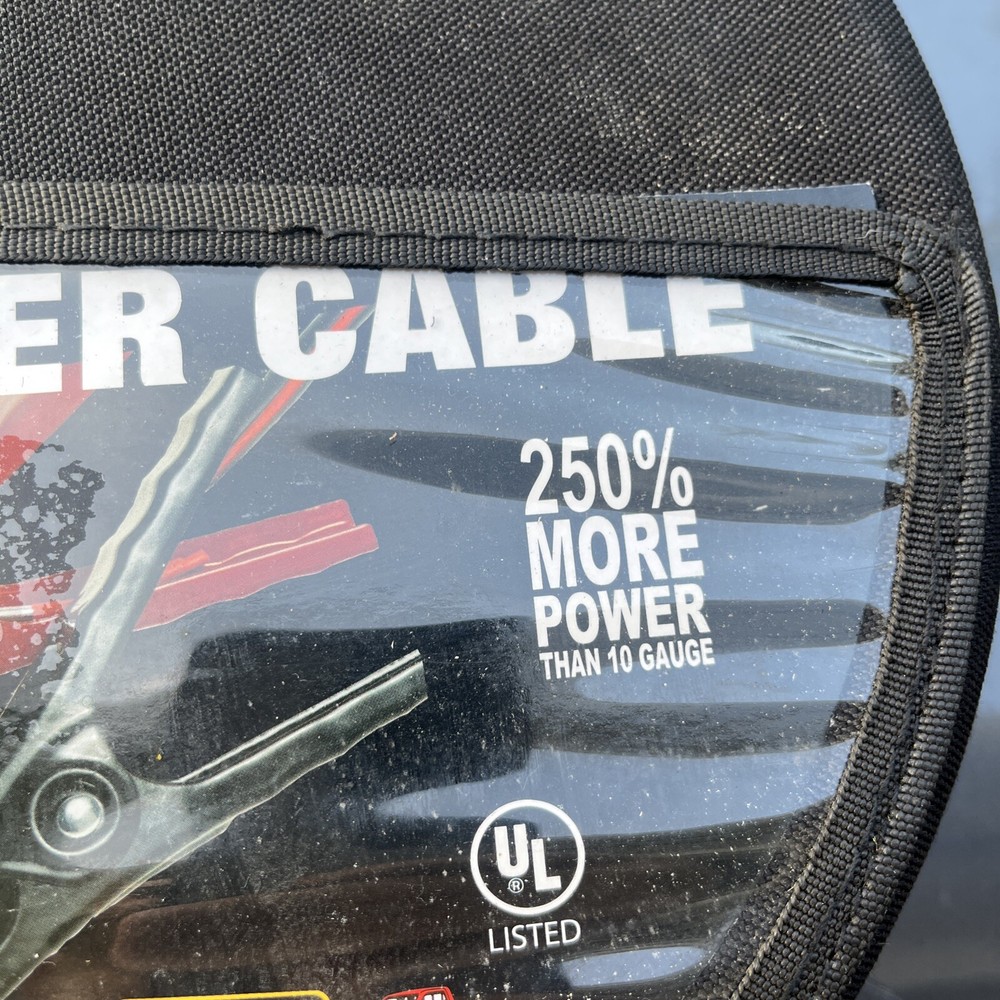 ER CABLE
250%
MORE
POWER
THAN 10 GAUGE
UL
®
LISTED